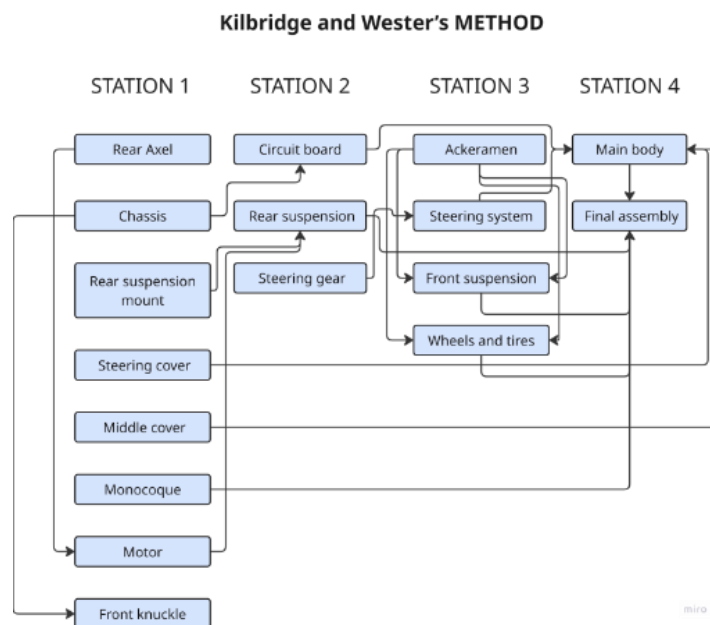 Kilbridge and Wester's METHOD
STATION 1
STATION 2
STATION 3
STATION 4
Rear Axel
Circuit board
Ackeramen
Main body
Chassis
Rear suspension
Steering system
Final assembly
Rear suspension
mount
Steering gear
Front suspension
Wheels and tires
Steering cover
Middle cover
Monocoque
Motor
Front knuckle
miro